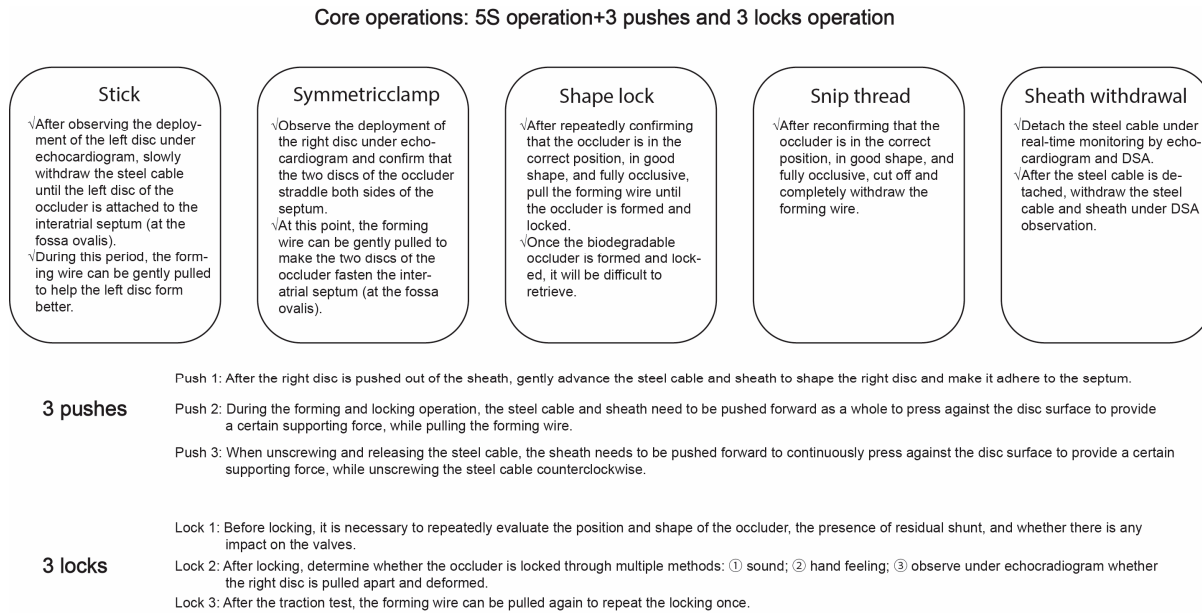 Core operations: 5S operation+3 pushes and 3 locks operation
Stick
√After observing the deploy-
ment of the left disc under
echocardiogram, slowly
withdraw the steel cable
until the left disc of the
occluder is attached to the
interatrial septum (at the
fossa ovalis).
√During this period, the form-
ing wire can be gently pulled
to help the left disc form
better.
Symmetricclamp
√Observe the deployment of
the right disc under echo-
cardiogram and confirm that
the two discs of the occluder
straddle both sides of the
septum.
√At this point, the forming
wire can be gently pulled to
make the two discs of the
occluder fasten the inter-
atrial septum (at the fossa
ovalis).
Shape lock
√After repeatedly confirming
that the occluder is in the
correct position, in good
shape, and fully occlusive,
pull the forming wire until
the occluder is formed and
locked.
√Once the biodegradable
occluder is formed and lock-
ed, it will be difficult to
retrieve.
Snip thread
√After reconfirming that the
occluder is in the correct
position, in good shape, and
fully occlusive, cut off and
completely withdraw the
forming wire.
Sheath withdrawal
√Detach the steel cable under
real-time monitoring by echo-
cardiogram and DSA.
√After the steel cable is de-
tached, withdraw the steel
cable and sheath under DSA
observation.
3 pushes
Push 1: After the right disc is pushed out of the sheath, gently advance the steel cable and sheath to shape the right disc and make it adhere to the septum.
Push 2: During the forming and locking operation, the steel cable and sheath need to be pushed forward as a whole to press against the disc surface to provide
a certain supporting force, while pulling the forming wire.
Push 3: When unscrewing and releasing the steel cable, the sheath needs to be pushed forward to continuously press against the disc surface to provide a certain
supporting force, while unscrewing the steel cable counterclockwise.
3 locks
Lock 1: Before locking, it is necessary to repeatedly evaluate the position and shape of the occluder, the presence of residual shunt, and whether there is any
impact on the valves.
Lock 2: After locking, determine whether the occluder is locked through multiple methods: ① sound; ② hand feeling; ③ observe under echocradiogram whether
the right disc is pulled apart and deformed.
Lock 3: After the traction test, the forming wire can be pulled again to repeat the locking once.